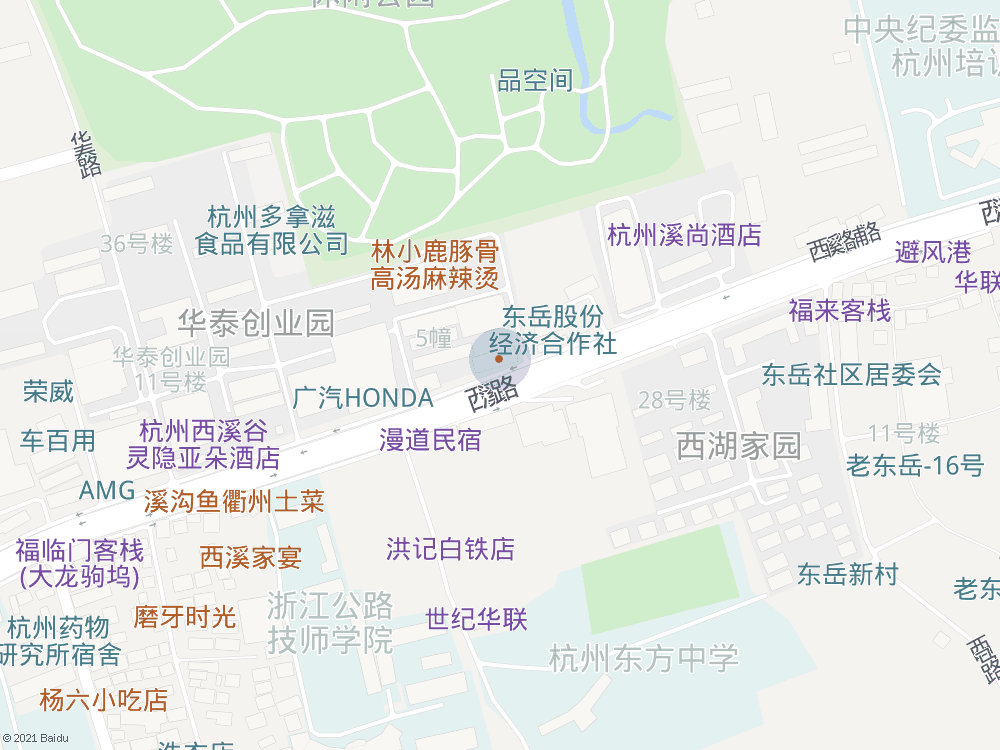 品空间
中央纪委监
杭州培训
华泰路
杭州多拿滋
食品有限公司
36号楼
林小鹿豚骨
高汤麻辣烫
杭州溪尚酒店
西溪路辅路
避风港
华联
福来客栈
华泰创业园
5幢
东岳股份
经济合作社
华泰创业园
11号楼
荣威
广汽HONDA
西溪路
28号楼
东岳社区居委会
车百用
杭州西溪谷
灵隐亚朵酒店
漫道民宿
西湖家园
11号楼
老东岳-16号
AMG
溪沟鱼衢州土菜
福临门客栈
(大龙驹坞)
西溪家宴
洪记白铁店
东岳新村
老东
磨牙时光
浙江公路
技师学院
世纪华联
杭州药物
研究所宿舍
杭州东方中学
杨六小吃店
© 2021 Baidu